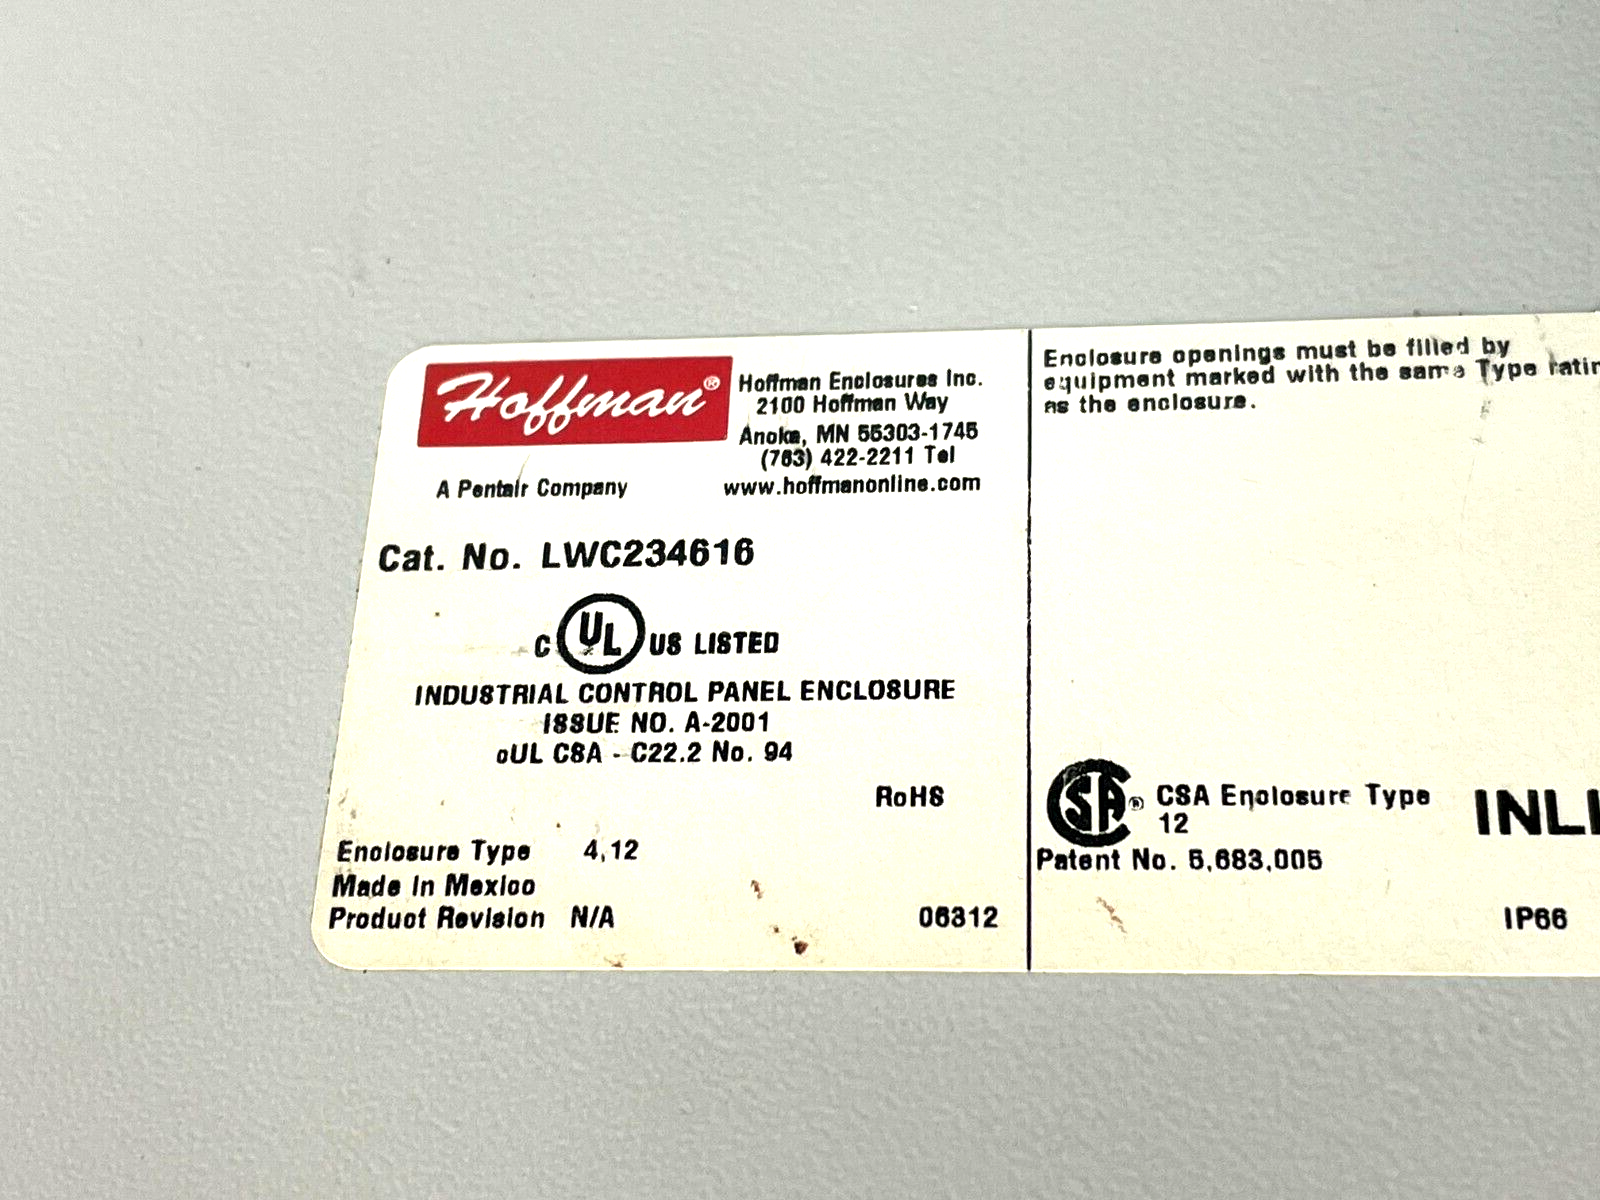 Hoffman®
A Pentair Company
Hoffman Enclosures Inc.
2100 Hoffman Way
Anoka, MN 55303-1745
(763) 422-2211 Tel
www.hoffmanonline.com
Cat. No. LWC234616
C UL US LISTED
INDUSTRIAL CONTROL PANEL ENCLOSURE
ISSUE NO. A-2001
cUL CSA - C22.2 No. 94
RoHS
Enclosure Type 4,12
Made In Mexico
Product Revision N/A 06312
Enclosure openings must be filled by
equipment marked with the same Type ratin
as the enclosure.
CSA® CSA Enclosure Type
12
INLI
Patent No. 5,683,005
IP66